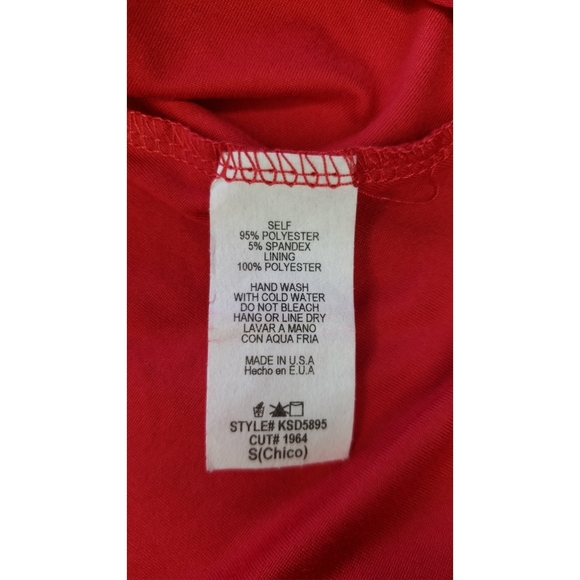 SELF
95% POLYESTER
5% SPANDEX
LINING
100% POLYESTER
HAND WASH
WITH COLD WATER
DO NOT BLEACH
HANG OR LINE DRY
LAVAR A MANO
CON AQUA FRIA
MADE IN U.S.A
Hecho en E.U.A
STYLE# KSD5895
CUT# 1964
S(Chico)